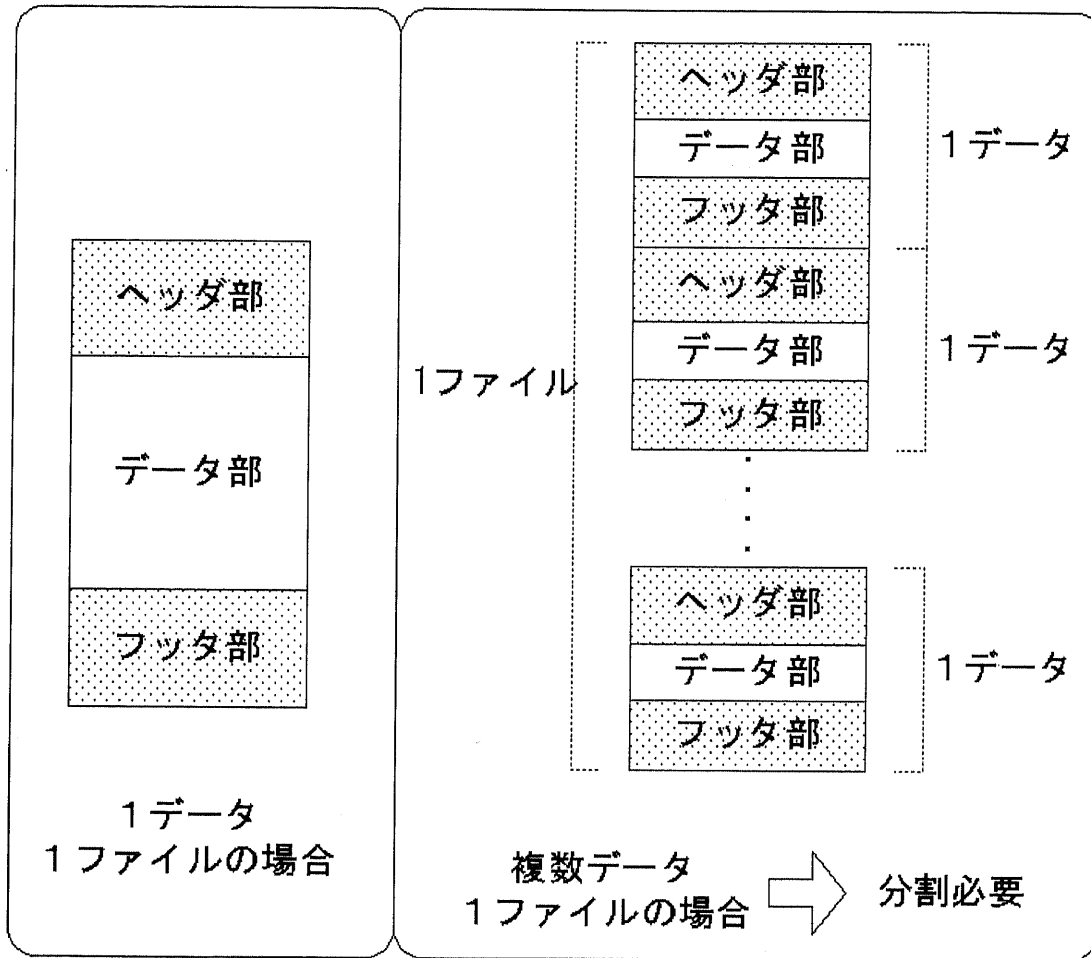 ヘッダ部
データ部
フッタ部
1データ
1ファイルの場合
1ファイル
ヘッダ部
データ部
フッタ部
1データ
ヘッダ部
データ部
フッタ部
1データ
ヘッダ部
データ部
フッタ部
1データ
複数データ
1ファイルの場合
分割必要